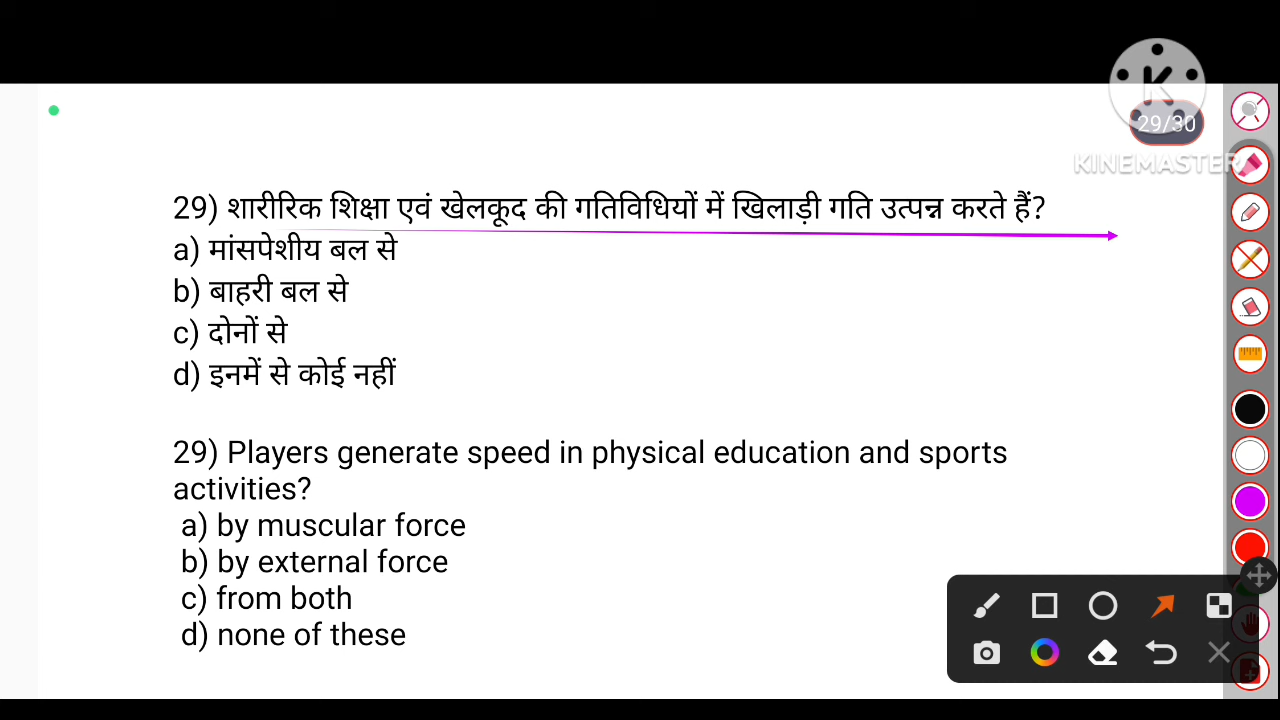 29/30
KINEMASTER
29) शारीरिक शिक्षा एवं खेलकूद की गतिविधियों में खिलाड़ी गति उत्पन्न करते हैं?
a) मांसपेशीय बल से
b) बाहरी बल से
c) दोनों से
d) इनमें से कोई नहीं
29) Players generate speed in physical education and sports
activities?
a) by muscular force
b) by external force
c) from both
d) none of these